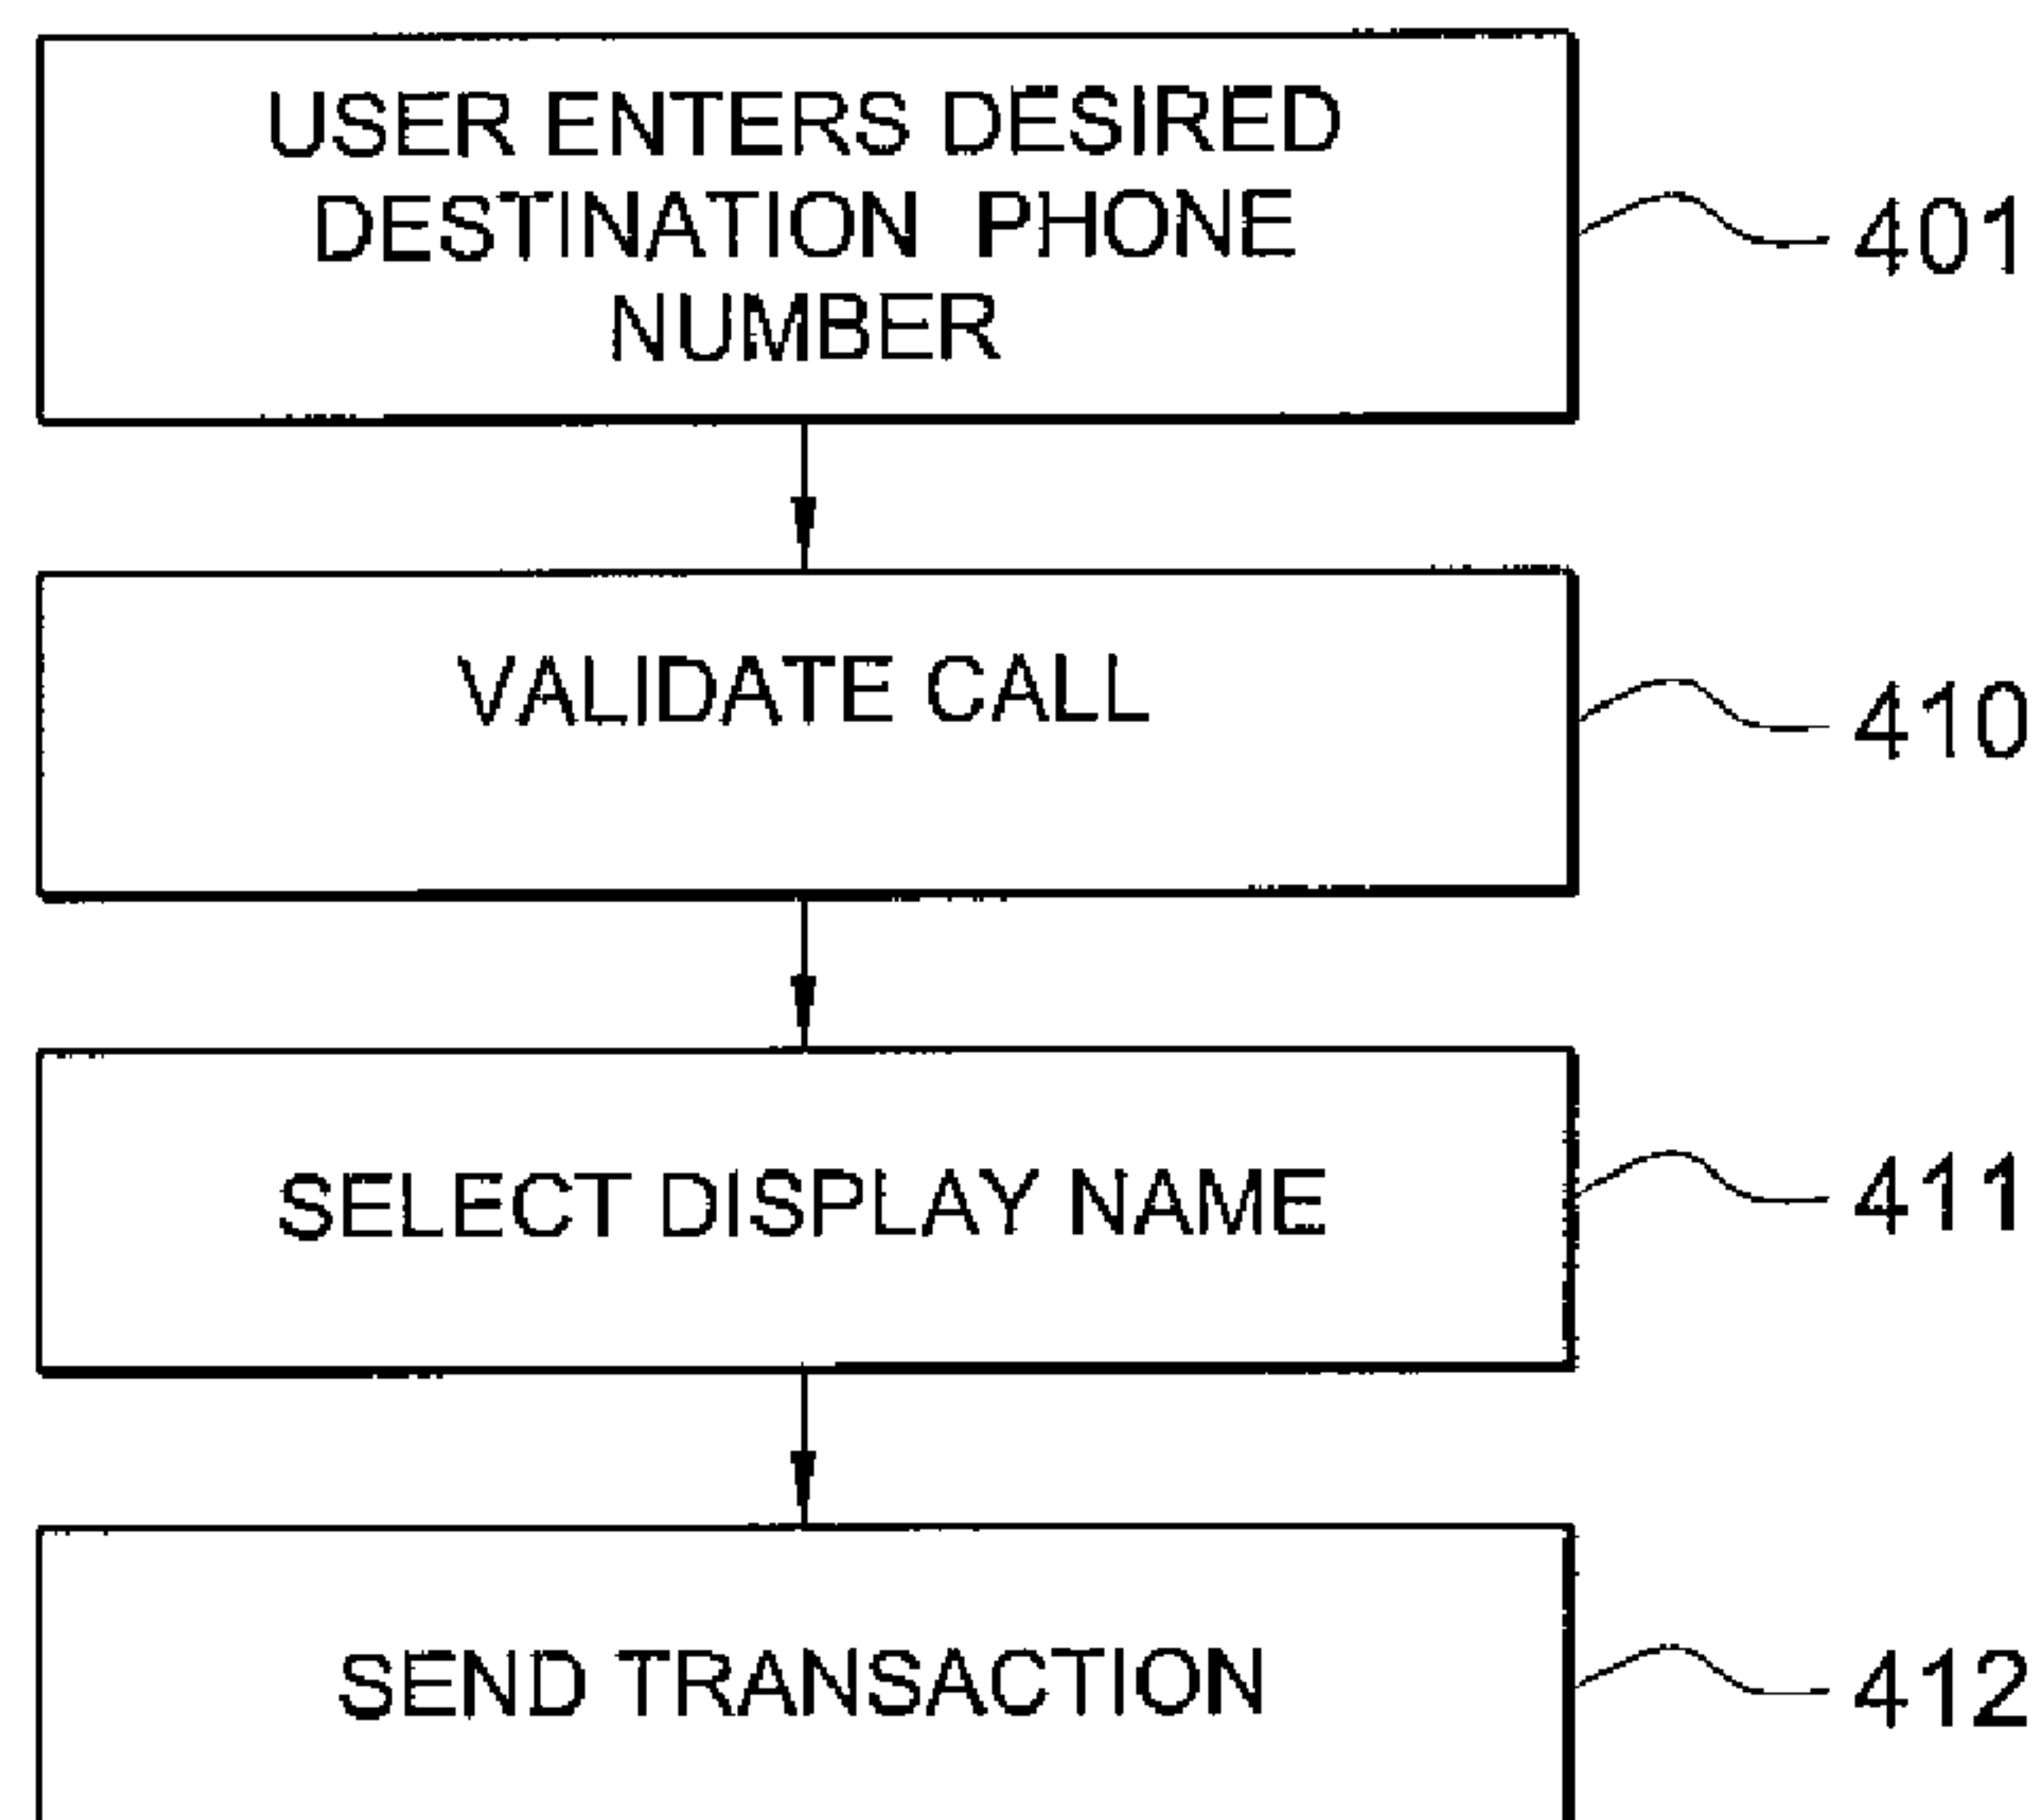 USER ENTERS DESIRED
DESTINATION PHONE
NUMBER
401
VALIDATE CALL
410
SELECT DISPLAY NAME
411
SEND TRANSACTION
412